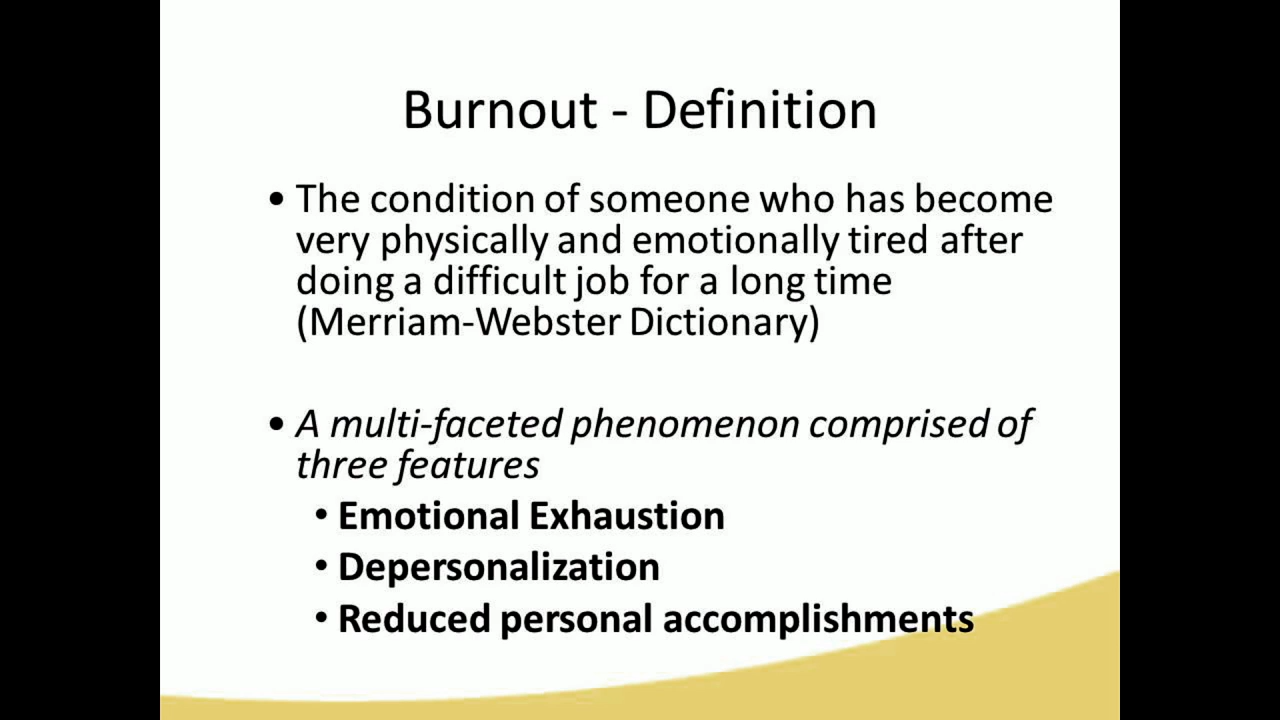 Burnout - Definition
• The condition of someone who has become
very physically and emotionally tired after
doing a difficult job for a long time
(Merriam-Webster Dictionary)
• A multi-faceted phenomenon comprised of
three features
• Emotional Exhaustion
• Depersonalization
• Reduced personal accomplishments